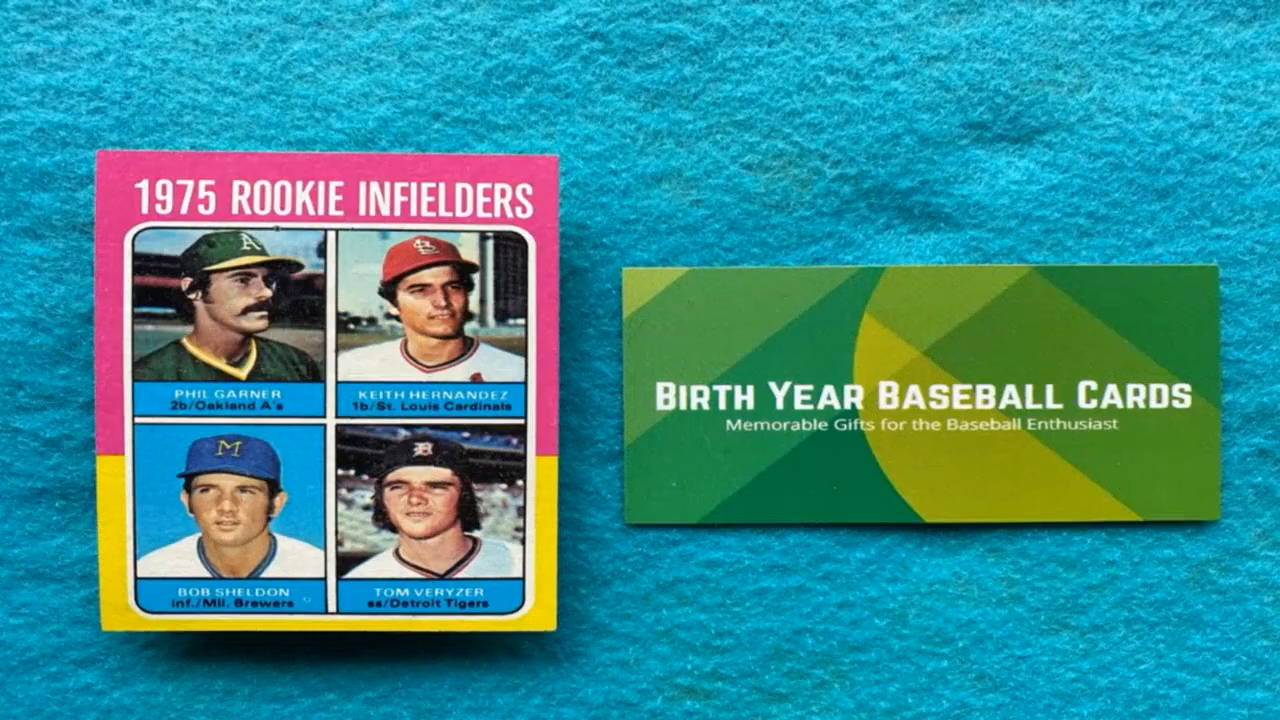 1975 ROOKIE INFIELDERS
A
PHIL GARNER
2b/Oakland A's
KEITH HERNANDEZ
1b/St. Louis Cardinals
M
BOB SHELDON
inf./Mil. Brewers
D
TOM VERYZER
ss/Detroit Tigers
BIRTH YEAR BASEBALL CARDS
Memorable Gifts for the Baseball Enthusiast